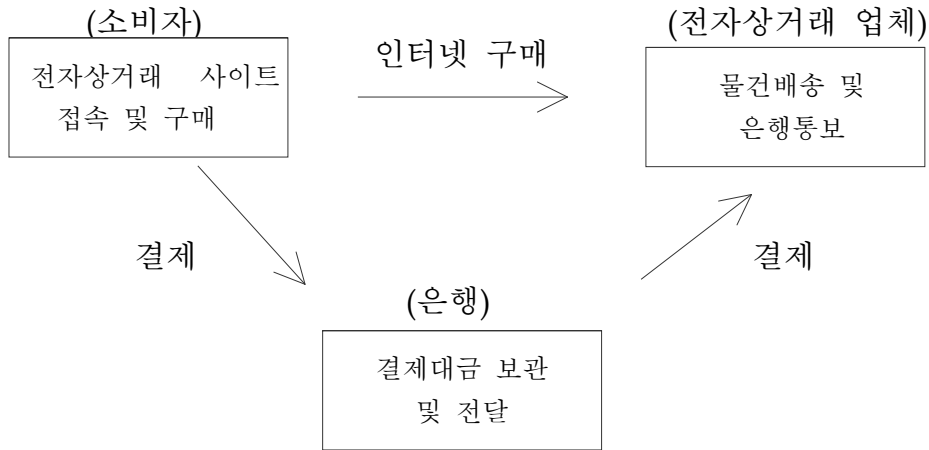 (소비자)
(전자상거래 업체)
전자상거래 사이트
접속 및 구매
인터넷 구매
물건배송 및
은행통보
결제
결제
(은행)
결제대금 보관
및 전달